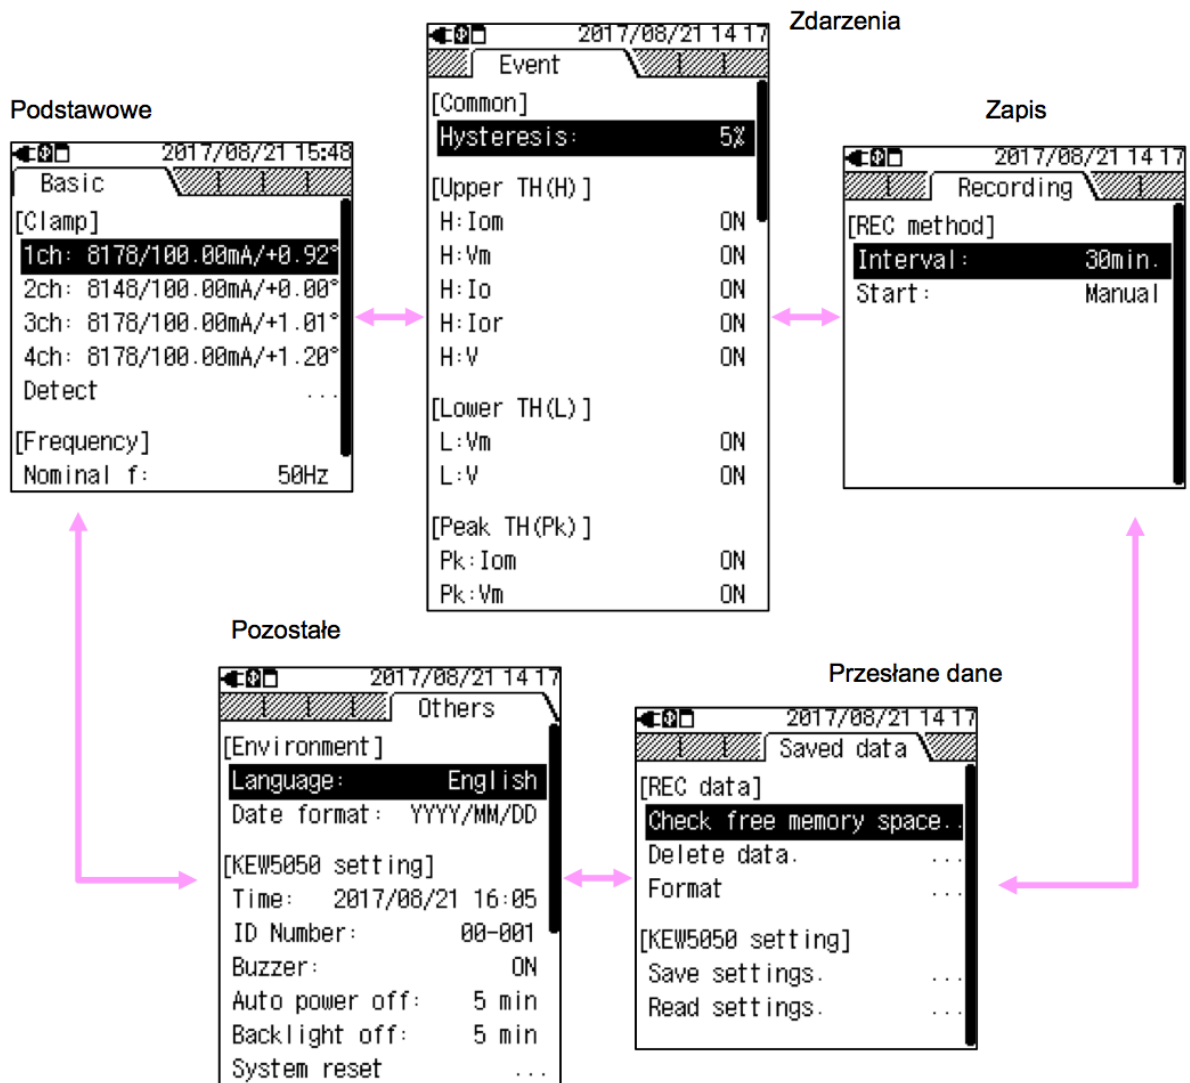 Podstawowe
2017/08/21 15:48
Basic
[Clamp]
1ch: 8178/100.00mA/+0.92°
2ch: 8148/100.00mA/+0.00°
3ch: 8178/100.00mA/+1.01°
4ch: 8178/100.00mA/+1.20°
Detect ...
[Frequency]
Nominal f: 50Hz
Zdarzenia
2017/08/21 14 17
Event
[Common]
Hysteresis: 5%
[Upper TH(H)]
H:Iom ON
H:Vm ON
H:Io ON
H:Ior ON
H:V ON
[Lower TH(L)]
L:Vm ON
L:V ON
[Peak TH(Pk)]
Pk:Iom ON
Pk:Vm ON
Zapis
2017/08/21 14 17
Recording
[REC method]
Interval: 30min.
Start: Manual
Pozostałe
2017/08/21 14 17
Others
[Environment]
Language: English
Date format: YYYY/MM/DD
[KEW5050 setting]
Time: 2017/08/21 16:05
ID Number: 00-001
Buzzer: ON
Auto power off: 5 min
Backlight off: 5 min
System reset ...
Przesłane dane
2017/08/21 14 17
Saved data
[REC data]
Check free memory space..
Delete data. ...
Format ...
[KEW5050 setting]
Save settings. ...
Read settings. ...